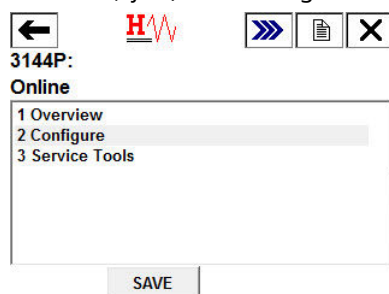 H
3144P:
Online
1 Overview
2 Configure
3 Service Tools
SAVE